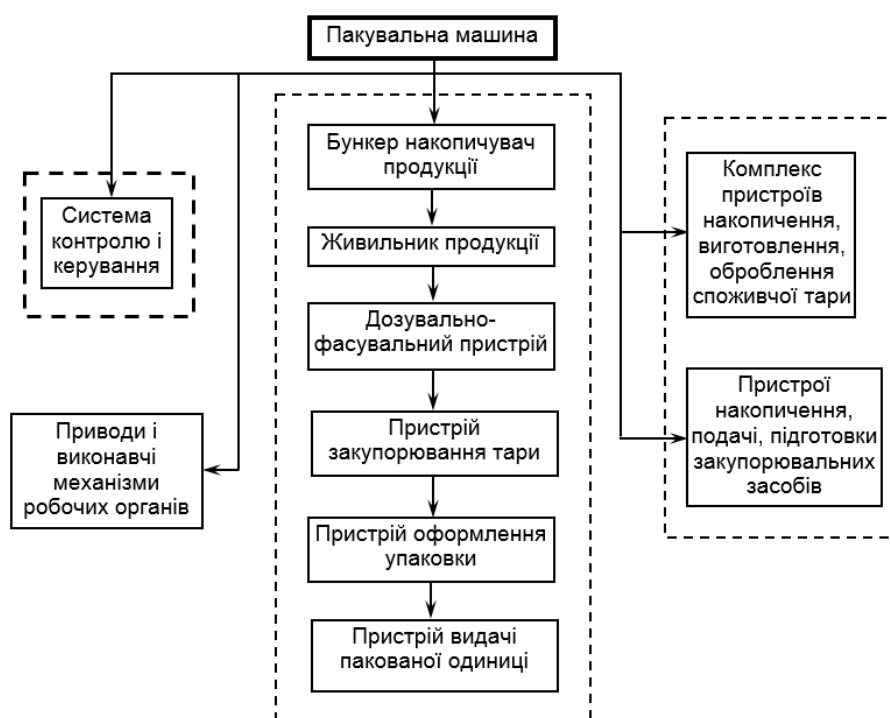 Пакувальна машина
Бункер накопичувач
продукції
Живильник продукції
Дозувально-
фасувальний пристрій
Пристрій
закупорювання тари
Пристрій оформлення
упаковки
Пристрій видачі
пакованої одиниці
Система
контролю і
керування
Приводи і
виконавчі
механізми
робочих органів
Комплекс
пристроїв
накопичення,
виготовлення,
оброблення
споживчої тари
Пристрої
накопичення,
подачі, підготовки
закупорювальних
засобів